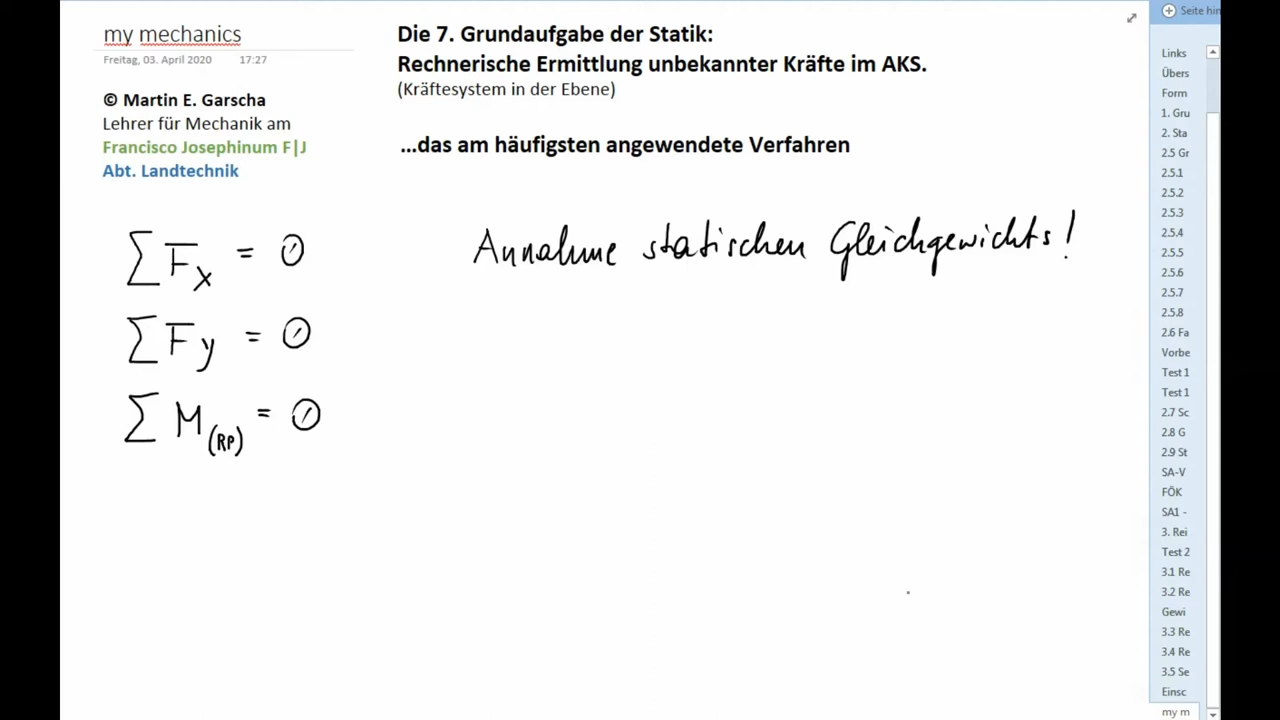 my mechanics
Freitag, 03. April 2020 17:27
© Martin E. Garscha
Lehrer für Mechanik am
Francisco Josephinum F|J
Abt. Landtechnik
Die 7. Grundaufgabe der Statik:
Rechnerische Ermittlung unbekannter Kräfte im AKS.
(Kräftesystem in der Ebene)
...das am häufigsten angewendete Verfahren
Annahme statischen Gleichgewichts!
∑ Fx = 0
∑ Fy = 0
∑ M(RP) = 0
Seite hin
Links
Übers
Form
1. Gru
2. Sta
2.5 Gr
2.5.1
2.5.2
2.5.3
2.5.4
2.5.5
2.5.6
2.5.7
2.5.8
2.6 Fa
Vorbe
Test 1
Test 1
2.7 Sc
2.8 G
2.9 St
SA-V
FÖK
SA1 -
3. Rei
Test 2
3.1 Re
3.2 Re
Gewi
3.3 Re
3.4 Re
3.5 Se
Einsc
my m